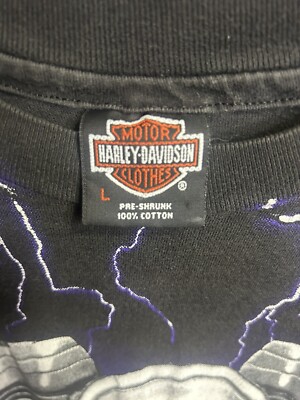 MOTOR
HARLEY-DAVIDSON
CLOTHES
®
L
PRE-SHRUNK
100% COTTON